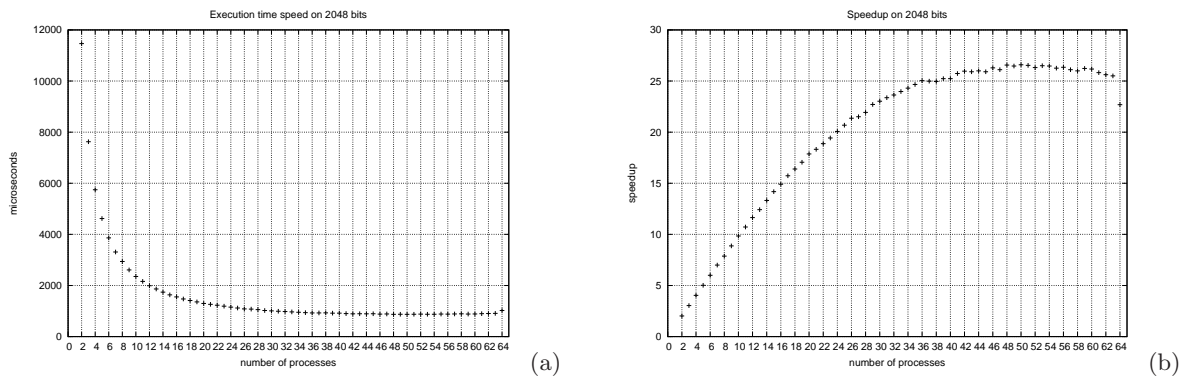 Execution time speed on 2048 bits
12000
10000
8000
6000
4000
2000
0
microseconds
0 2 4 6 8 10 12 14 16 18 20 22 24 26 28 30 32 34 36 38 40 42 44 46 48 50 52 54 56 58 60 62 64
number of processes
(a)
Speedup on 2048 bits
30
25
20
15
10
5
0
speedup
0 2 4 6 8 10 12 14 16 18 20 22 24 26 28 30 32 34 36 38 40 42 44 46 48 50 52 54 56 58 60 62 64
number of processes
(b)